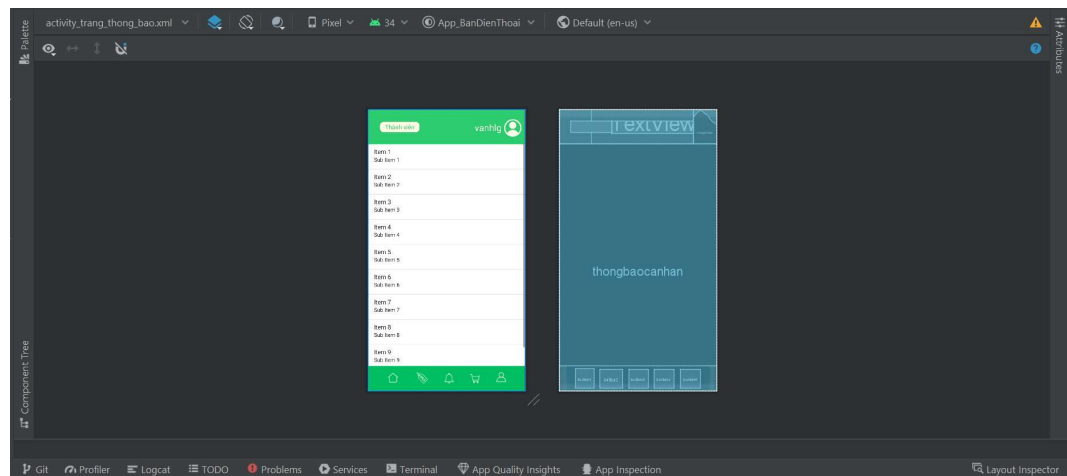 Palette
activity_trang_thong_bao.xml
Pixel
34
App_BanDienThoai
Default (en-us)
Attributes
Thành viên
vanhlg
Item 1
Sub Item 1
Item 2
Sub Item 2
Item 3
Sub Item 3
Item 4
Sub Item 4
Item 5
Sub Item 5
Item 6
Sub Item 6
Item 7
Sub Item 7
Item 8
Sub Item 8
Item 9
Sub Item 9
TextView
thongbaocanhan
Component Tree
Git
Profiler
Logcat
TODO
Problems
Services
Terminal
App Quality Insights
App Inspection
Layout Inspector